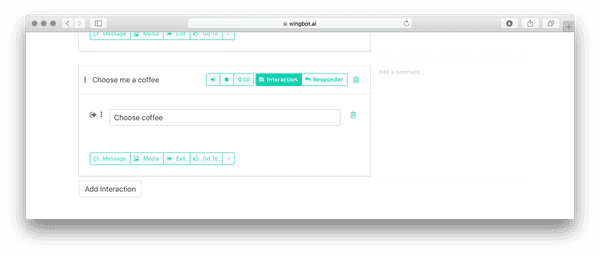 wingbot.ai
Message Media Exit Go To
Choose me a coffee
Interaction
Responder
Add a comment...
Choose coffee
Message Media Exit Go To
Add Interaction